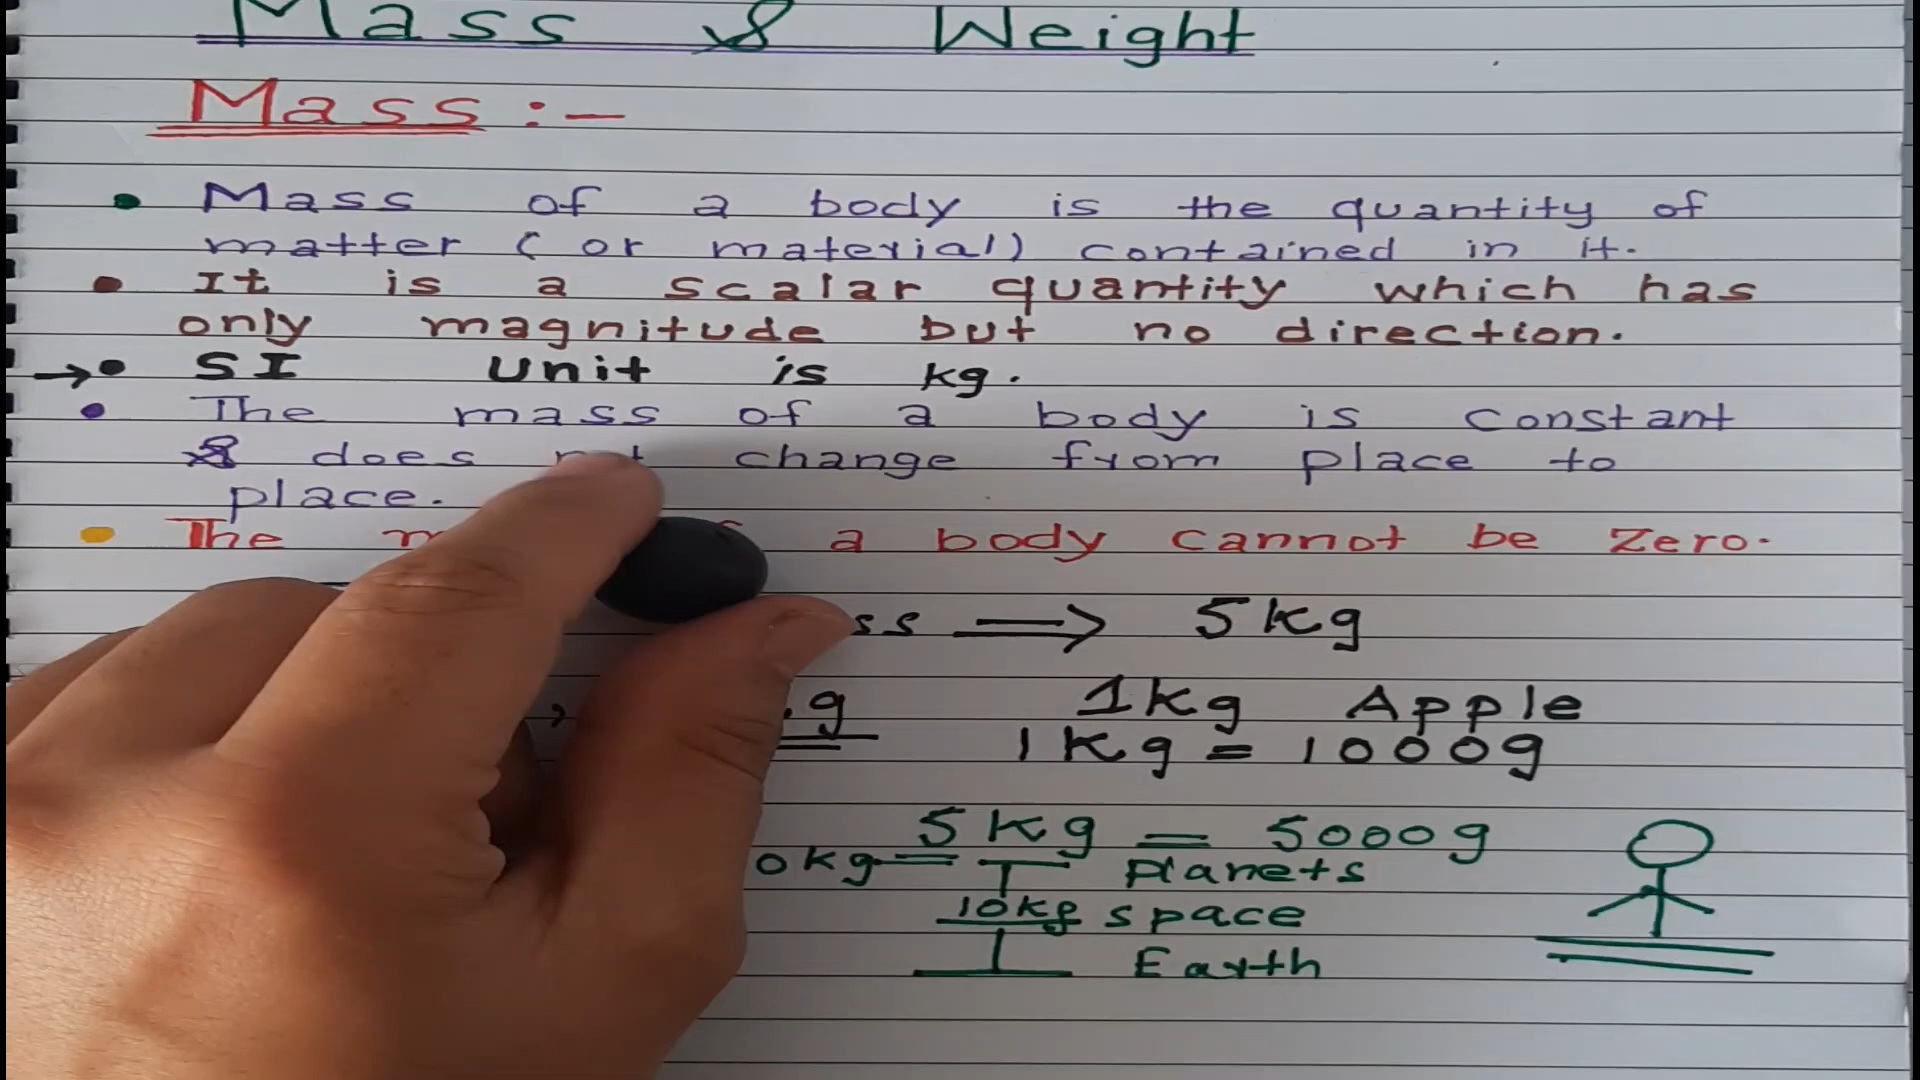 Mass & Weight
Mass :-
• Mass of a body is the quantity of
matter (or material) contained in it.
• It is a scalar quantity which has
only magnitude but no direction.
→• SI Unit is kg.
• The mass of a body is constant
& does change from place to
place.
• The a body cannot be Zero.
ss ⟹ 5kg
g 1kg Apple
1kg = 1000g
5kg = 5000g
0kg= Planets
10kg space
Earth